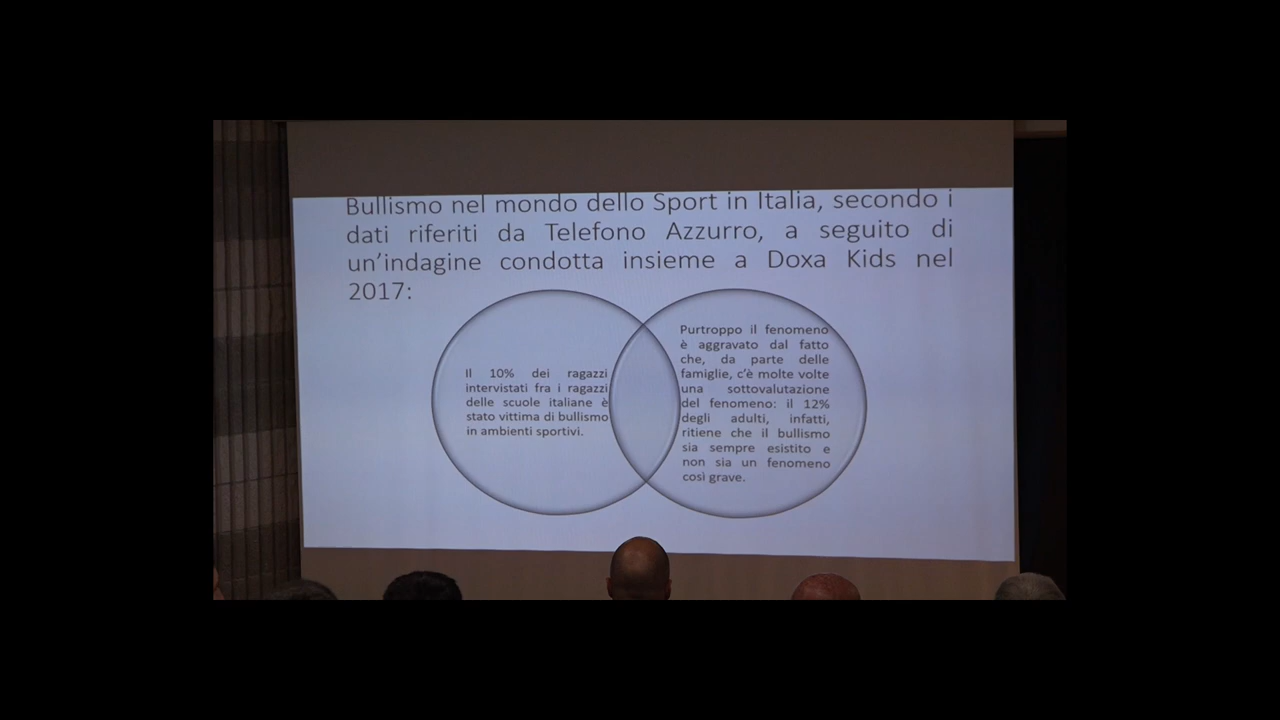 Bullismo nel mondo dello Sport in Italia, secondo i
dati riferiti da Telefono Azzurro, a seguito di
un'indagine condotta insieme a Doxa Kids nel
2017:
Il 10% dei ragazzi
intervistati fra i ragazzi
delle scuole italiane è
stato vittima di bullismo
in ambienti sportivi.
Purtroppo il fenomeno
è aggravato dal fatto
che, da parte delle
famiglie, c'è molte volte
una sottovalutazione
del fenomeno: il 12%
degli adulti, infatti,
ritiene che il bullismo
sia sempre esistito e
non sia un fenomeno
così grave.